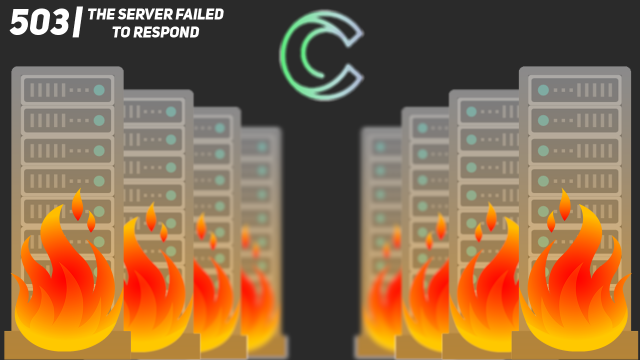 503| THE SERVER FAILED
TO RESPOND